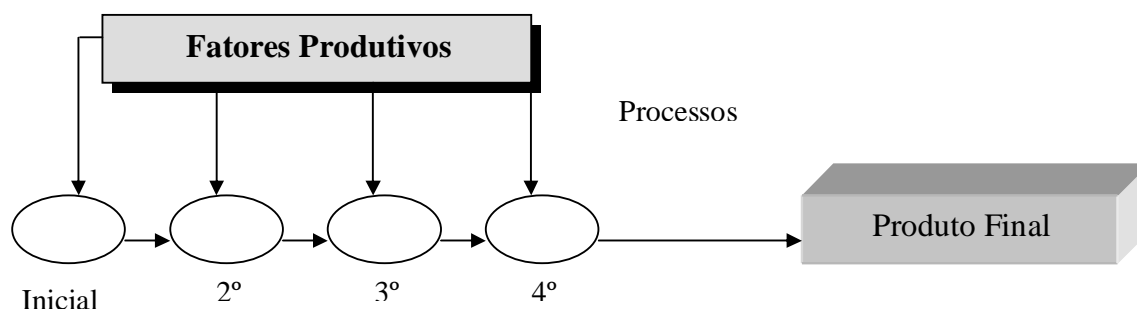 Fatores Produtivos
Processos
Produto Final
Inicial
2º
3º
4º